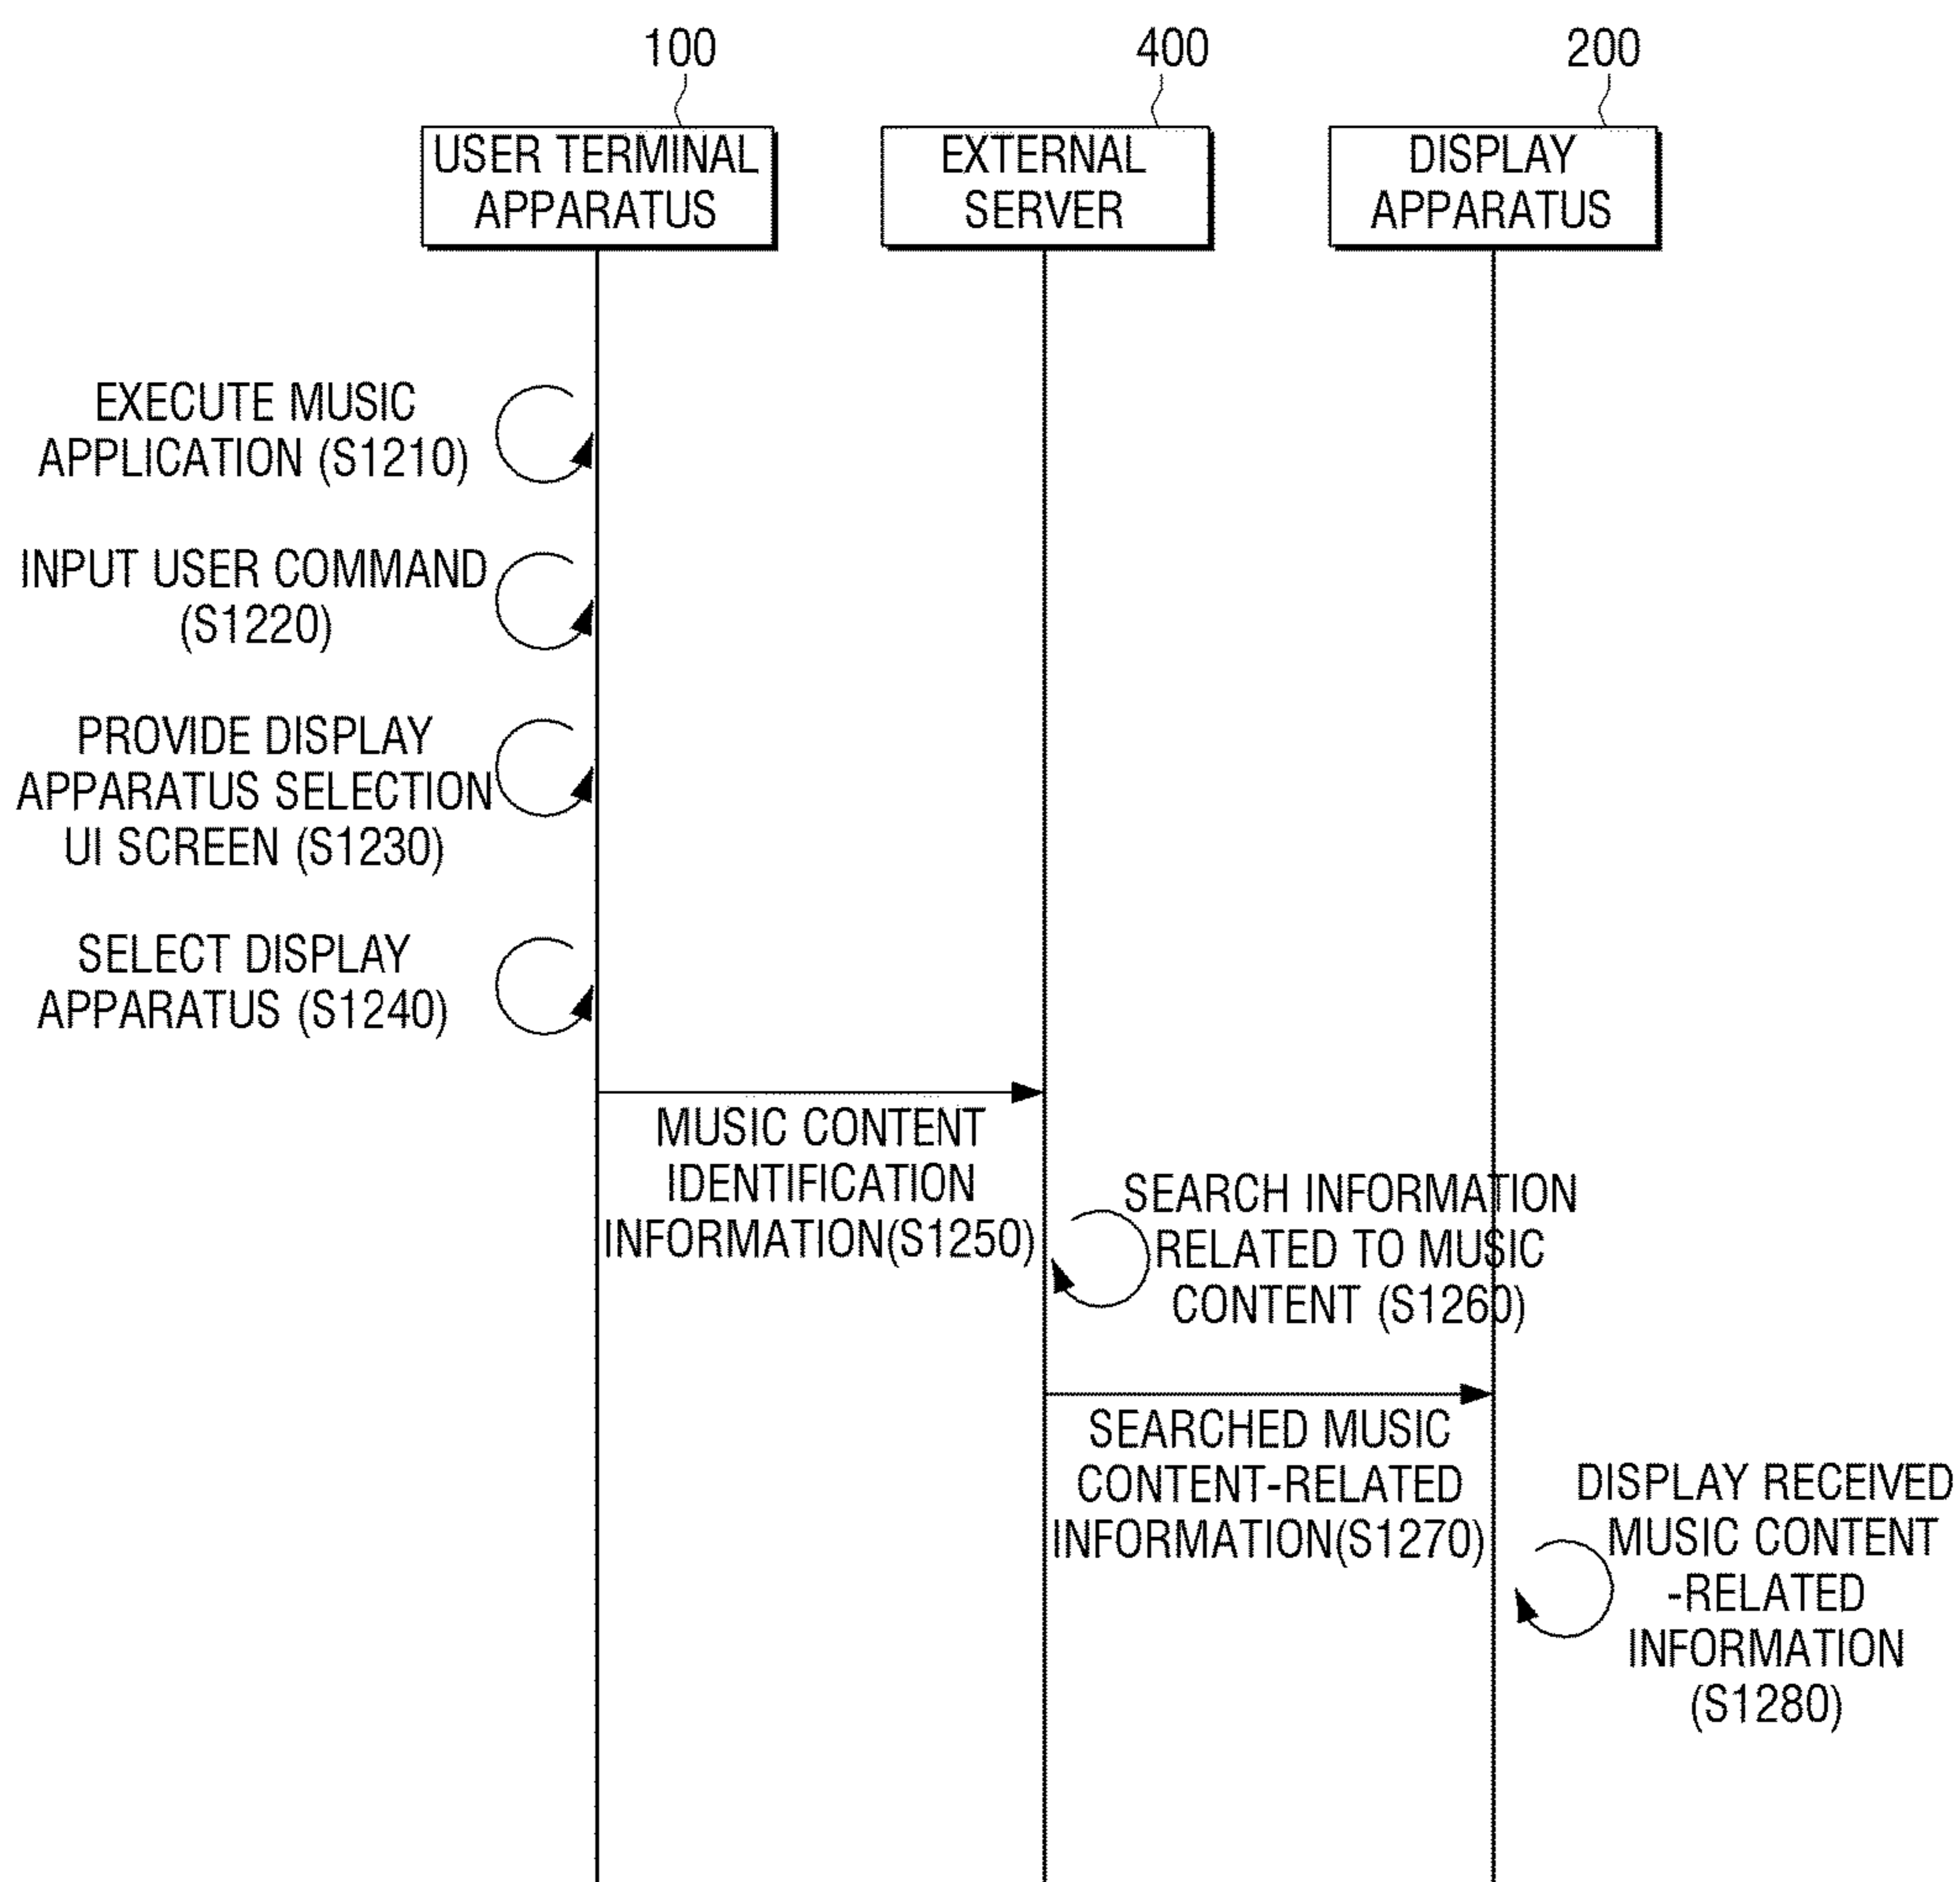 100
400
200
USER TERMINAL
APPARATUS
EXTERNAL
SERVER
DISPLAY
APPARATUS
EXECUTE MUSIC
APPLICATION (S1210)
INPUT USER COMMAND
(S1220)
PROVIDE DISPLAY
APPARATUS SELECTION
UI SCREEN (S1230)
SELECT DISPLAY
APPARATUS (S1240)
MUSIC CONTENT
IDENTIFICATION
INFORMATION(S1250)
SEARCH INFORMATION
RELATED TO MUSIC
CONTENT (S1260)
SEARCHED MUSIC
CONTENT-RELATED
INFORMATION(S1270)
DISPLAY RECEIVED
MUSIC CONTENT
-RELATED
INFORMATION
(S1280)